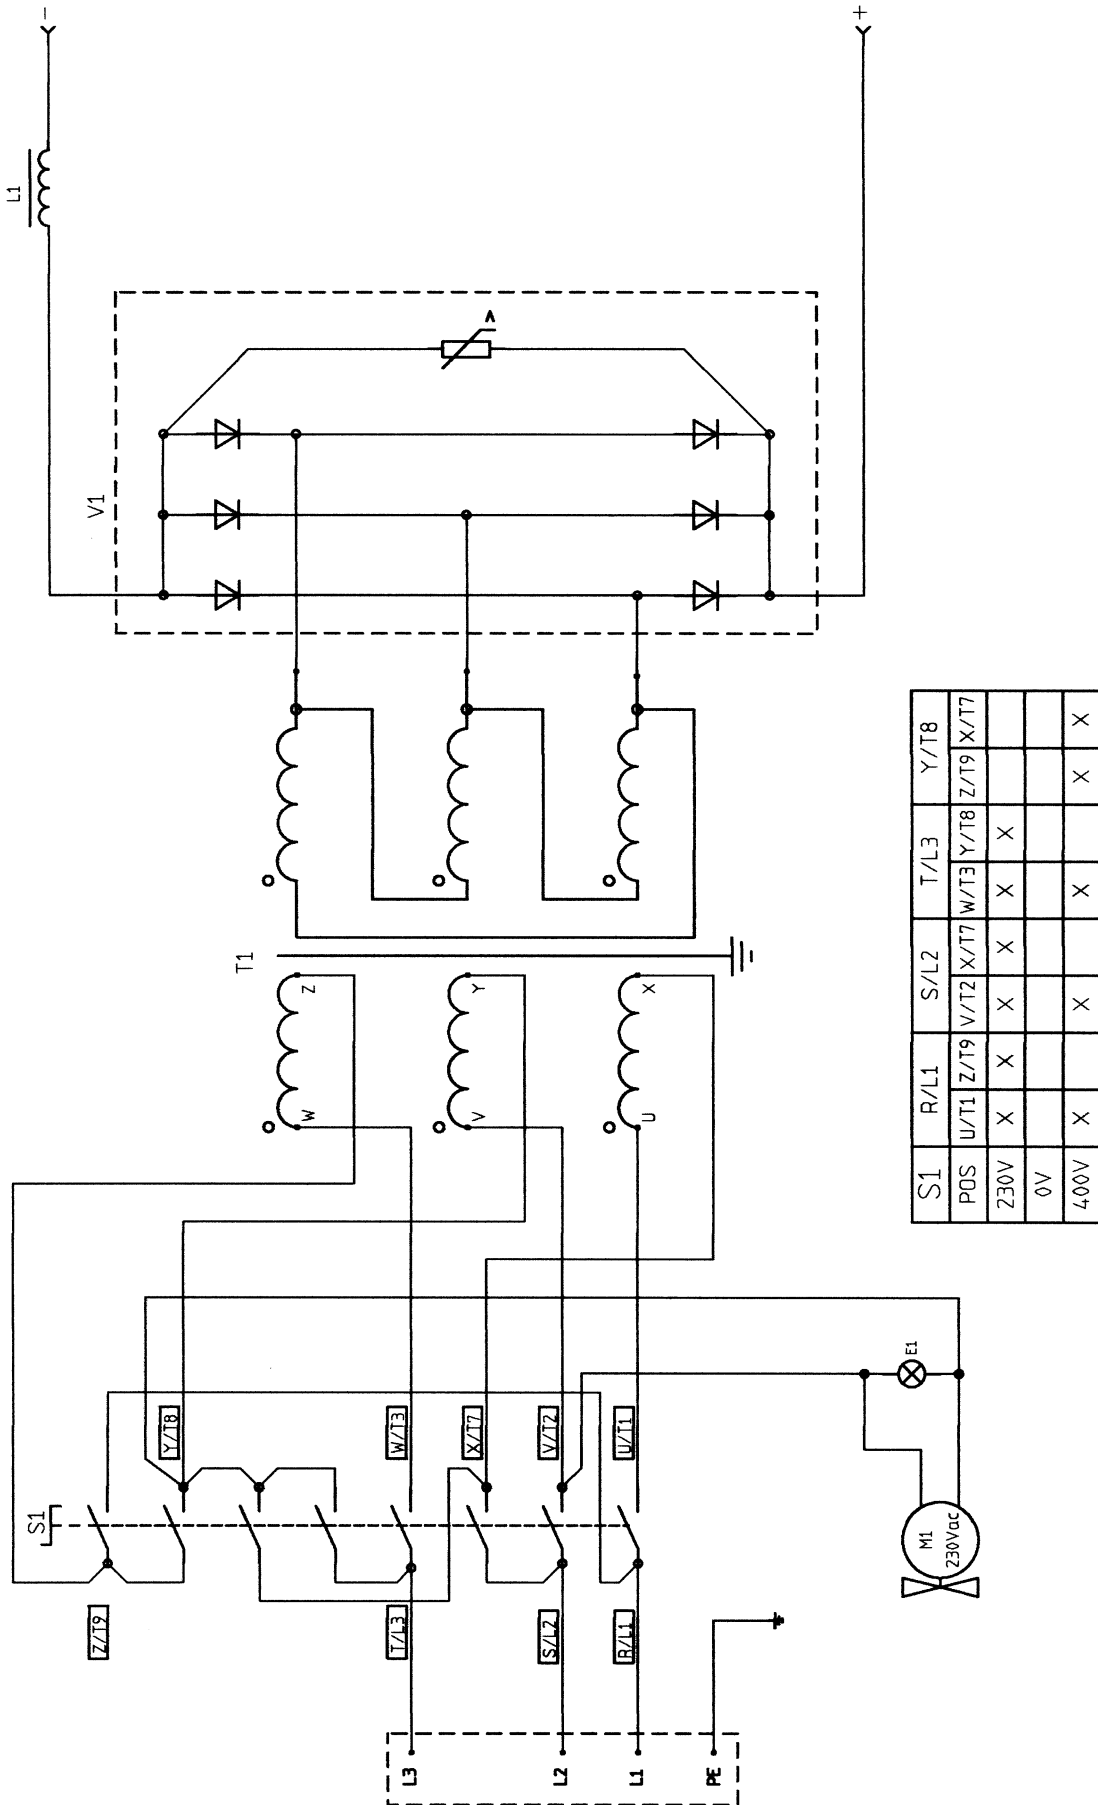 -
+
L1
V1
T1
Z
Y
X
W
V
U
S1
Y/T8
W/T3
X/T7
V/T2
U/T1
Z/T9
T/L3
S/L2
R/L1
E1
M1
230Vac
L3
L2
L1
PE
S1 R/L1 S/L2 T/L3 Y/T8
POS U/T1 Z/T9 V/T2 X/T7 W/T3 Y/T8 Z/T9 X/T7
230V X X X X X X
0V
400V X X X X X